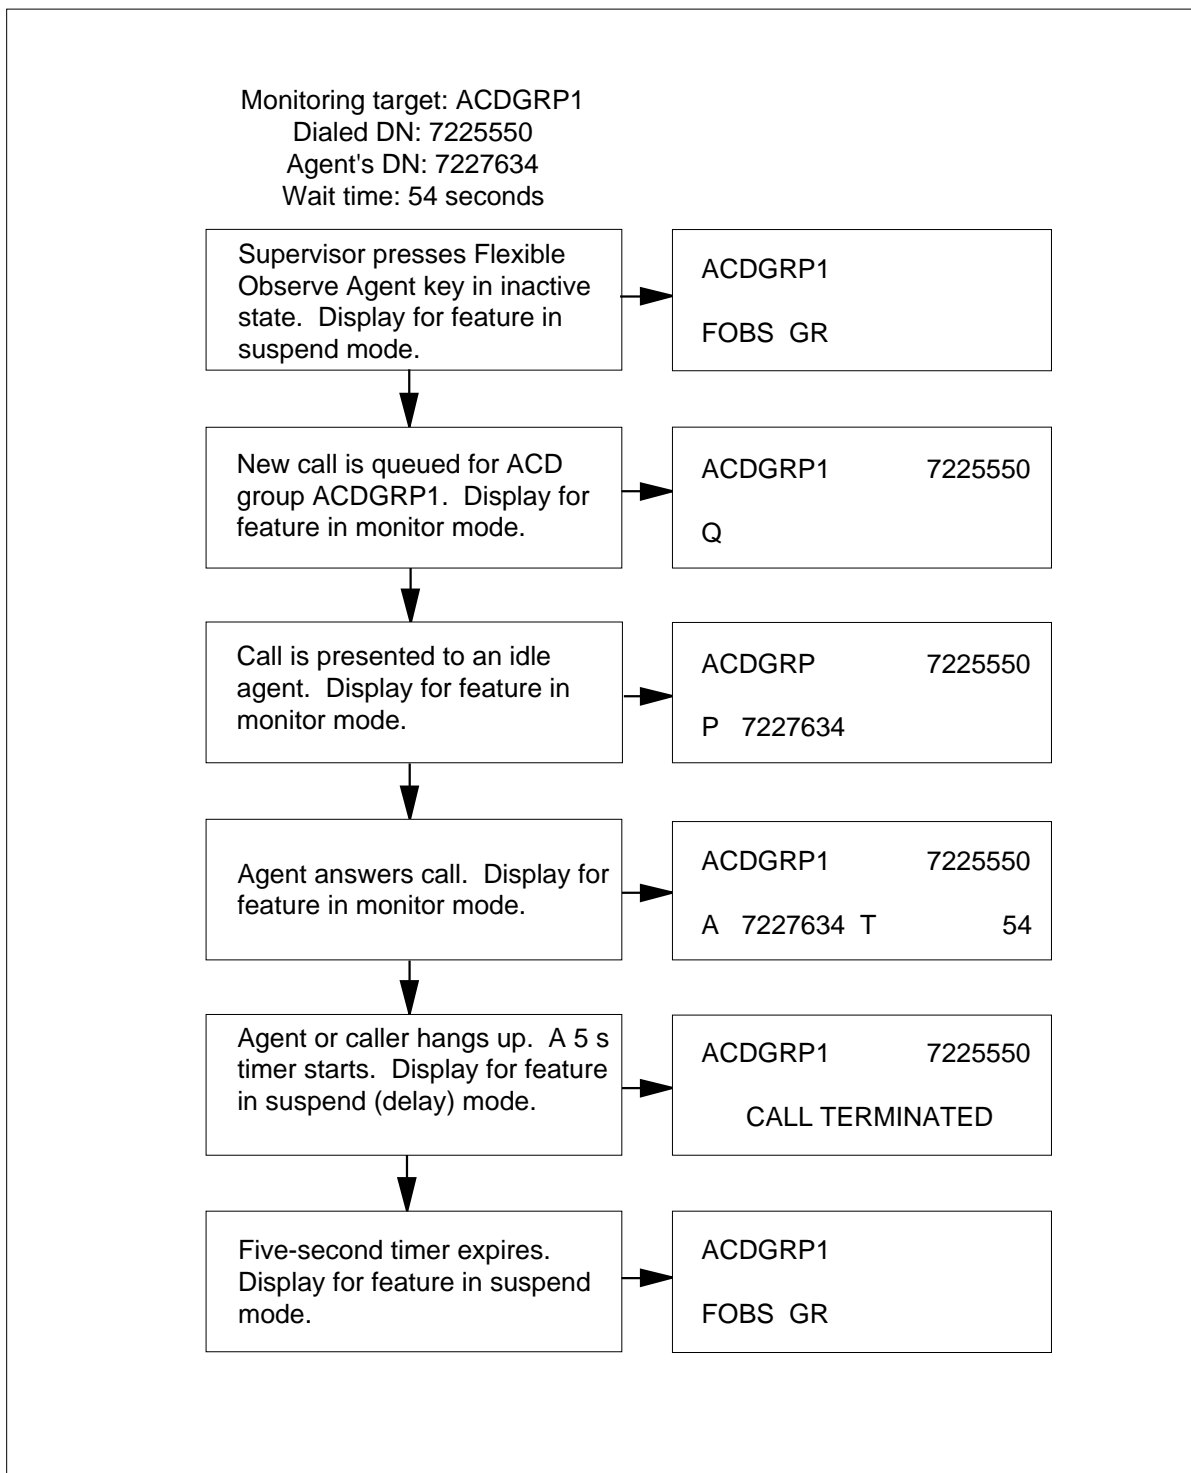 Monitoring target: ACDGRP1
Dialed DN: 7225550
Agent's DN: 7227634
Wait time: 54 seconds
Supervisor presses Flexible
Observe Agent key in inactive
state.  Display for feature in
suspend mode.
ACDGRP1
FOBS  GR
New call is queued for ACD
group ACDGRP1.  Display for
feature in monitor mode.
ACDGRP1 7225550
Q
Call is presented to an idle
agent.  Display for feature in
monitor mode.
ACDGRP 7225550
P 7227634
Agent answers call.  Display for
feature in monitor mode.
ACDGRP1 7225550
A 7227634 T 54
Agent or caller hangs up.  A 5 s
timer starts.  Display for feature
in suspend (delay) mode.
ACDGRP1 7225550
CALL TERMINATED
Five-second timer expires.
Display for feature in suspend
mode.
ACDGRP1
FOBS  GR